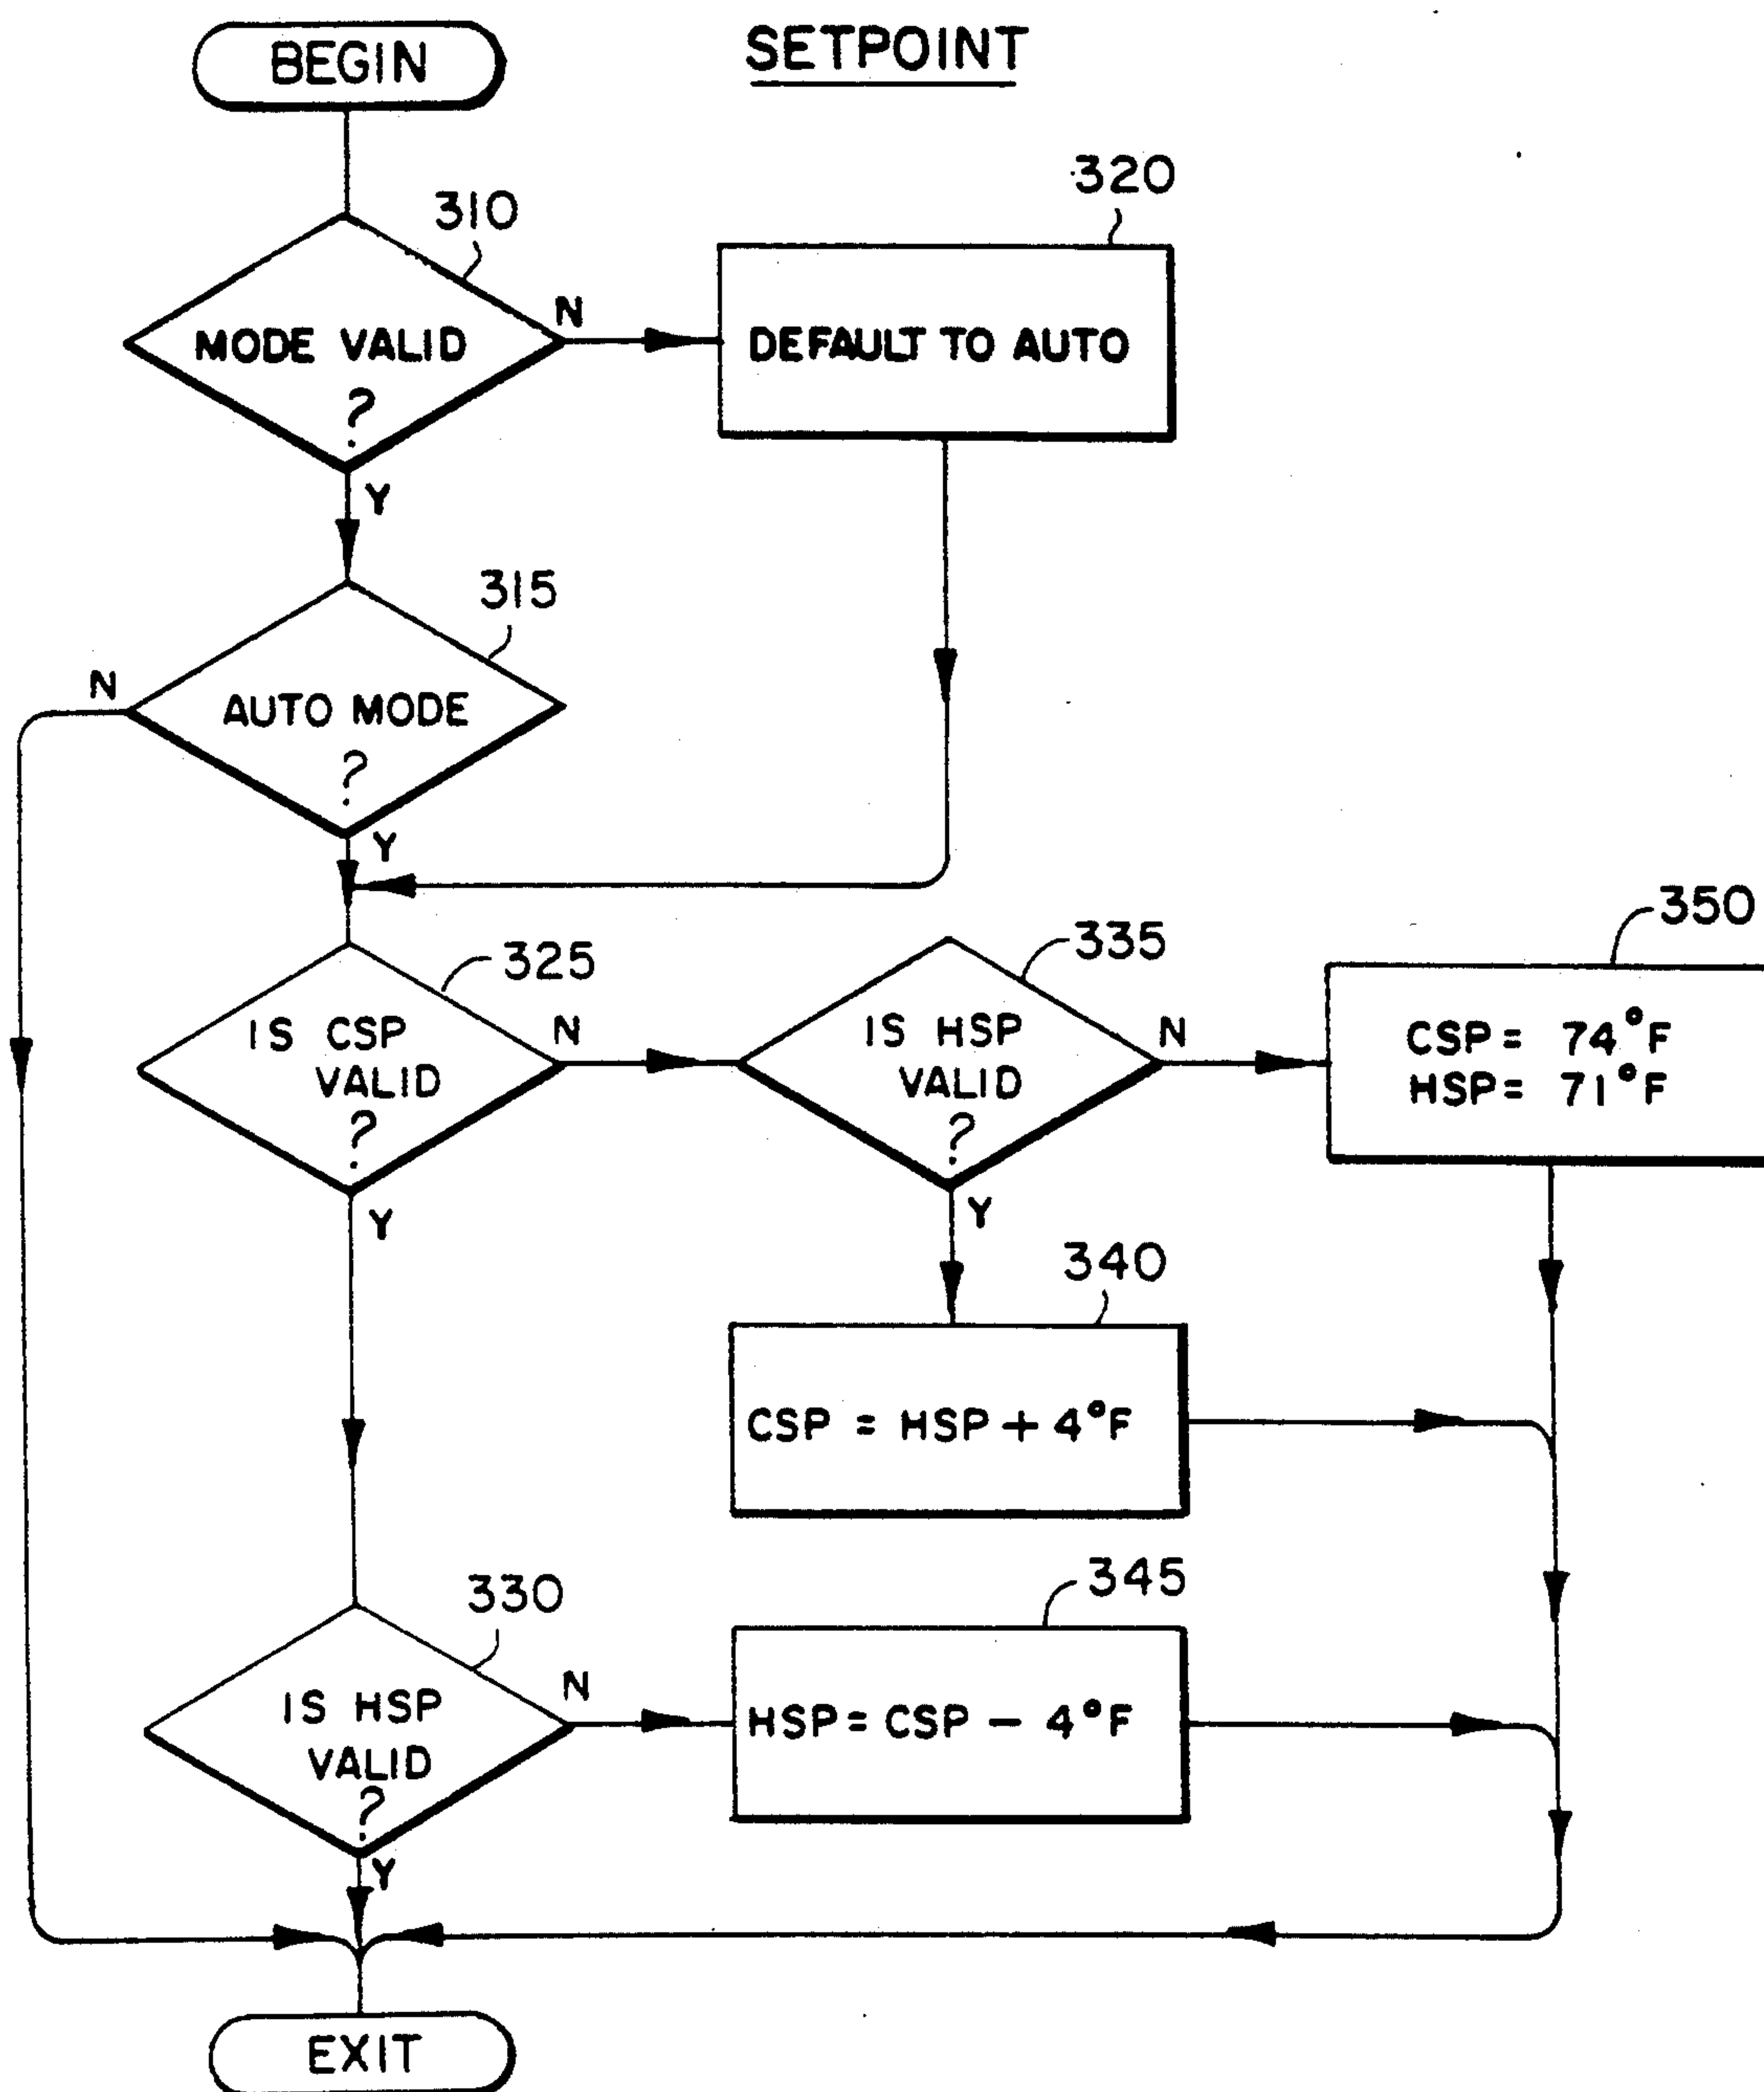 BEGIN
SETPOINT
310
320
MODE VALID
?
N
DEFAULT TO AUTO
Y
315
N
AUTO MODE
?
Y
325
335
350
IS CSP
VALID
?
N
IS HSP
VALID
?
N
CSP = 74°F
HSP = 71°F
Y
Y
340
CSP = HSP + 4°F
330
345
IS HSP
VALID
?
N
HSP = CSP - 4°F
Y
EXIT